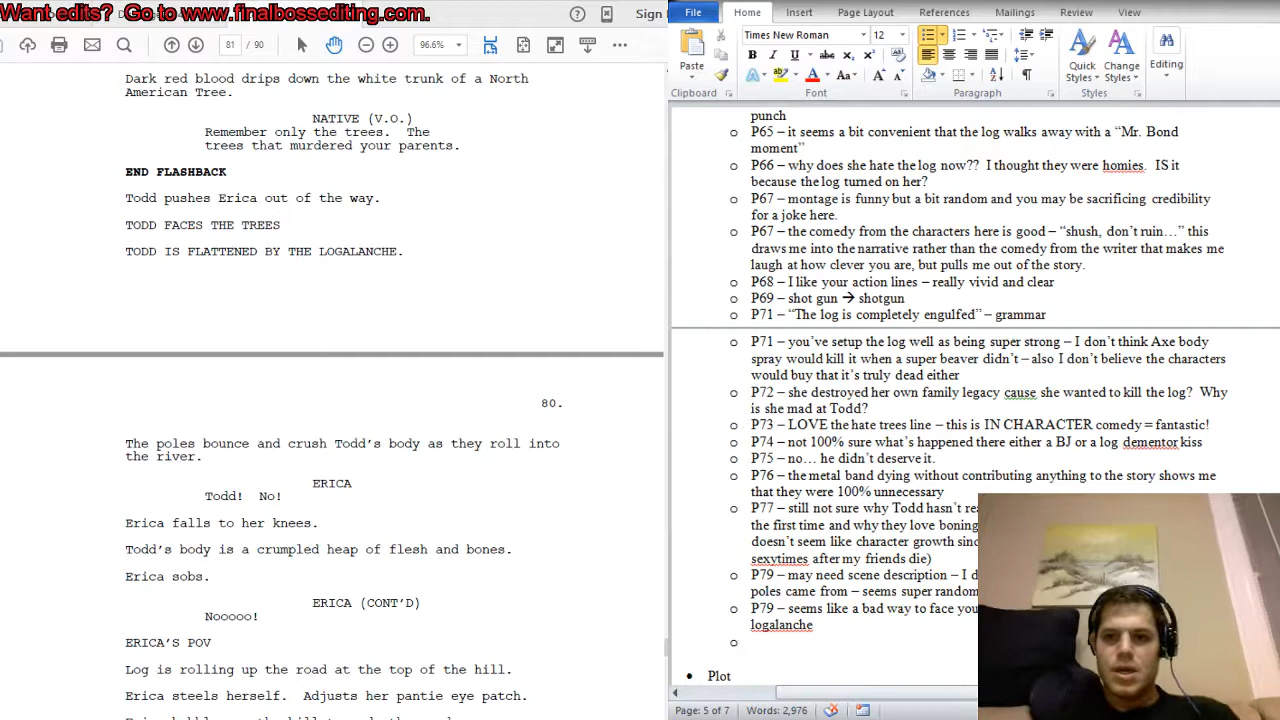 Want edits?  Go to www.finalbossediting.com.
Sign
96.6%
Dark red blood drips down the white trunk of a North
American Tree.
NATIVE (V.O.)
Remember only the trees.  The
trees that murdered your parents.
END FLASHBACK
Todd pushes Erica out of the way.
TODD FACES THE TREES
TODD IS FLATTENED BY THE LOGALANCHE.
80.
The poles bounce and crush Todd's body as they roll into
the river.
ERICA
Todd!  No!
Erica falls to her knees.
Todd's body is a crumpled heap of flesh and bones.
Erica sobs.
ERICA (CONT'D)
Nooooo!
ERICA'S POV
Log is rolling up the road at the top of the hill.
Erica steels herself.  Adjusts her pantie eye patch.
File Home Insert Page Layout References Mailings Review View
Times New Roman 12
Paste
Quick Styles
Change Styles
Editing
Clipboard Font Paragraph Styles
punch
o P65 – it seems a bit convenient that the log walks away with a “Mr. Bond
moment”
o P66 – why does she hate the log now??  I thought they were homies.  IS it
because the log turned on her?
o P67 – montage is funny but a bit random and you may be sacrificing credibility
for a joke here.
o P67 – the comedy from the characters here is good – “shush, don’t ruin…” this
draws me into the narrative rather than the comedy from the writer that makes me
laugh at how clever you are, but pulls me out of the story.
o P68 – I like your action lines – really vivid and clear
o P69 – shot gun → shotgun
o P71 – “The log is completely engulfed” – grammar
o P71 – you’ve setup the log well as being super strong – I don’t think Axe body
spray would kill it when a super beaver didn’t – also I don’t believe the characters
would buy that it’s truly dead either
o P72 – she destroyed her own family legacy cause she wanted to kill the log?  Why
is she mad at Todd?
o P73 – LOVE the hate trees line – this is IN CHARACTER comedy = fantastic!
o P74 – not 100% sure what’s happened there either a BJ or a log dementor kiss
o P75 – no… he didn’t deserve it.
o P76 – the metal band dying without contributing anything to the story shows me
that they were 100% unnecessary
o P77 – still not sure why Todd hasn’t
the first time and why they love boning
doesn’t seem like character growth
sexytimes after my friends die)
o P79 – may need scene description – I
poles came from – seems super random
o P79 – seems like a bad way to face
logalanche
o
• Plot
Page: 5 of 7 Words: 2,976